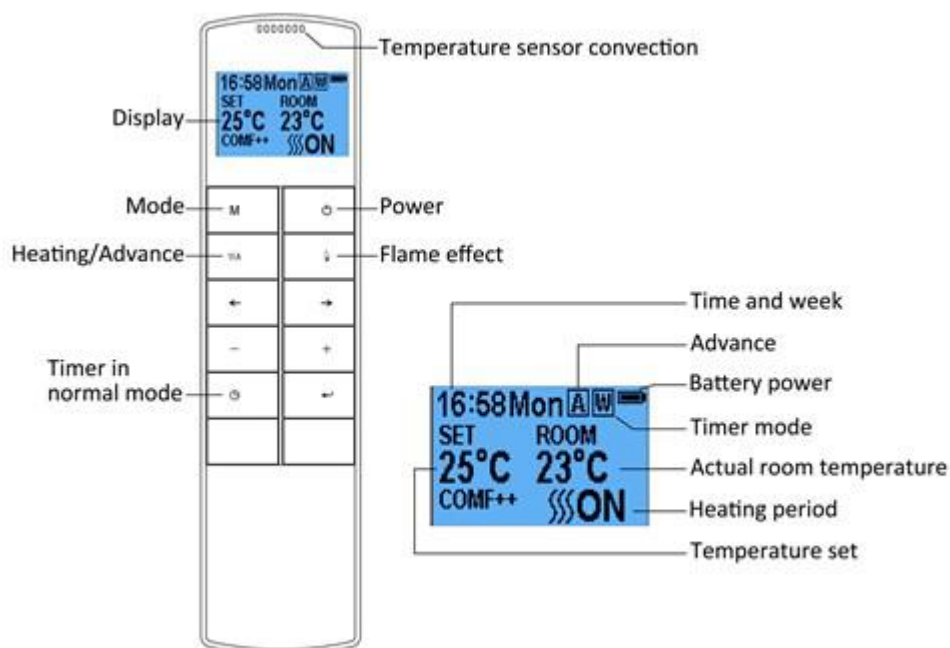 Temperature sensor convection
16:58Mon A W
SET ROOM
25°C 23°C
COMF++ ON
Display
Mode
M
Power
Heating/Advance
Flame effect
←
→
−
+
Timer in
normal mode
Time and week
Advance
Battery power
16:58Mon A W
Timer mode
SET ROOM
25°C 23°C
Actual room temperature
COMF++ ON
Heating period
Temperature set